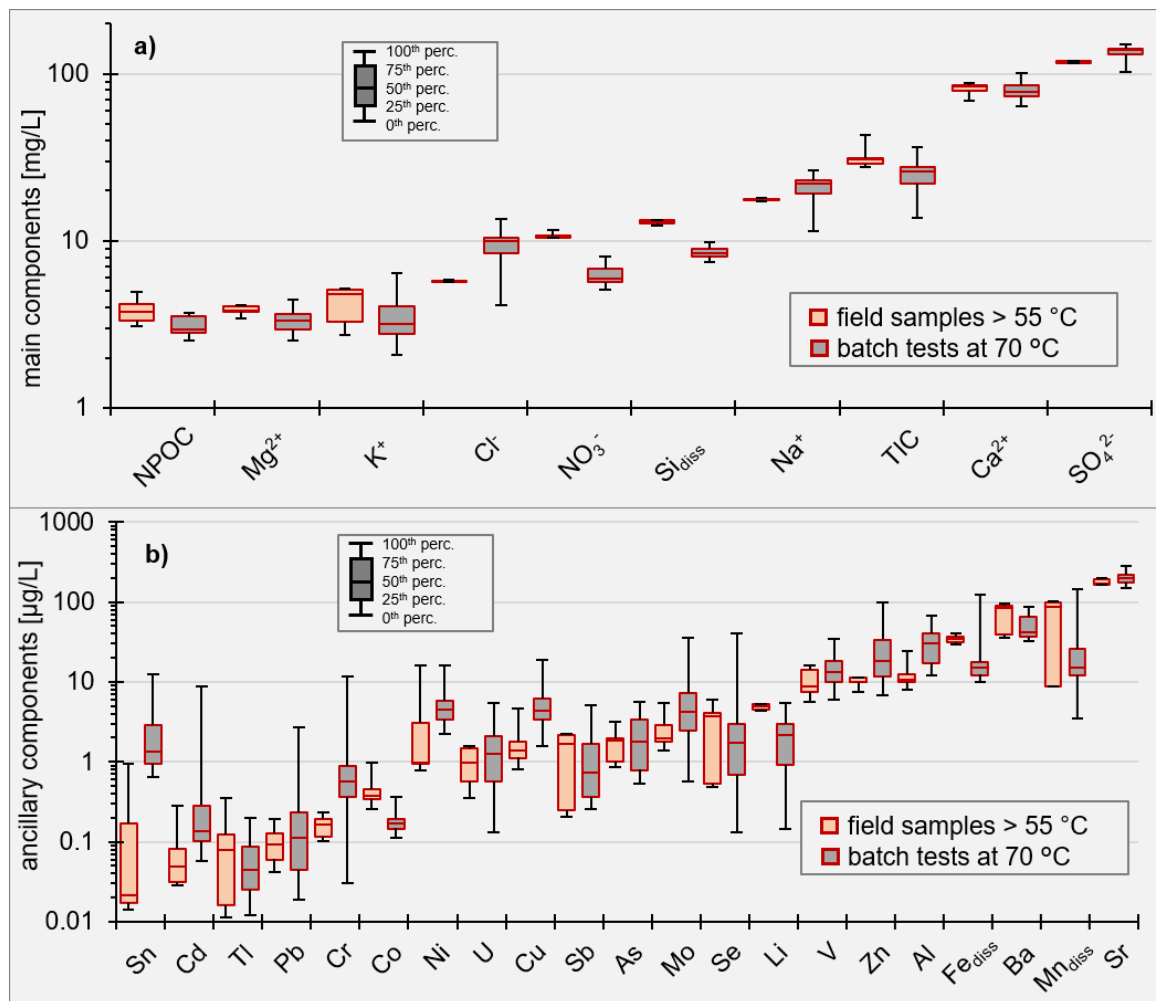 a)
100th perc.
75th perc.
50th perc.
25th perc.
0th perc.
main components [mg/L]
100
10
1
field samples > 55 °C
batch tests at 70 °C
NPOC Mg²⁺ K⁺ Cl⁻ NO₃⁻ Si_diss Na⁺ TIC Ca²⁺ SO₄²⁻
b)
100th perc.
75th perc.
50th perc.
25th perc.
0th perc.
ancillary components [µg/L]
1000
100
10
1
0.1
0.01
field samples > 55 °C
batch tests at 70 °C
Sn Cd Tl Pb Cr Co Ni U Cu Sb As Mo Se Li V Zn Al Fe_diss Ba Mn_diss Sr